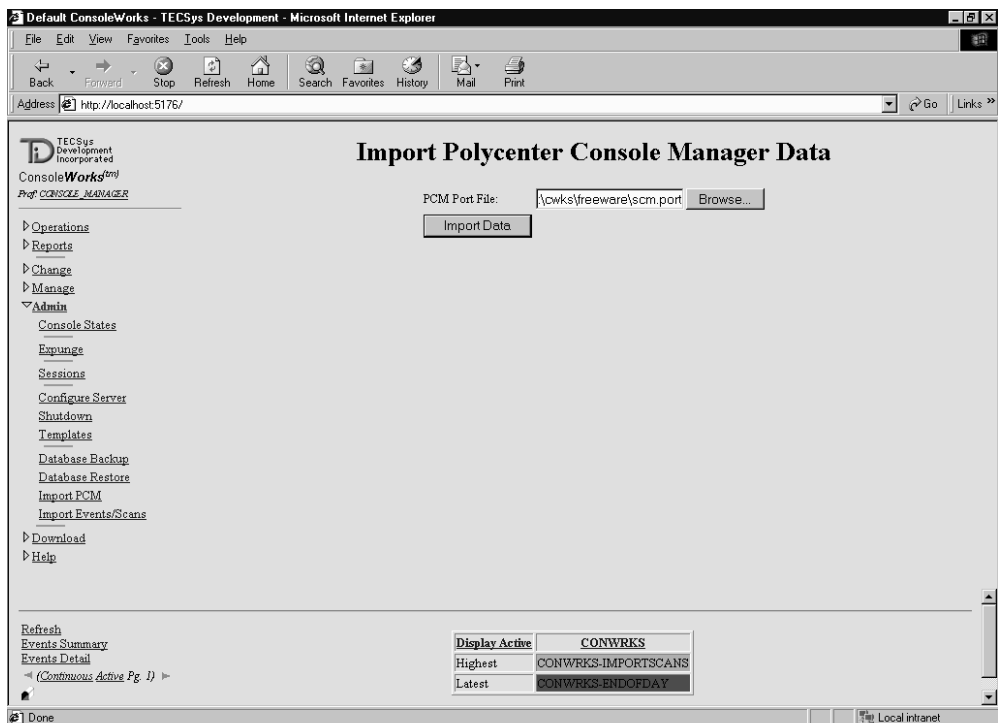 Default ConsoleWorks - TECSys Development - Microsoft Internet Explorer
File Edit View Favorites Tools Help
Back Forward Stop Refresh Home Search Favorites History Mail Print
Address http://localhost:5176/ Go Links »
TECSys
Development
Incorporated
ConsoleWorks(tm)
Prof: CONSOLE_MANAGER
Operations
Reports
Change
Manage
Admin
Console States
Expunge
Sessions
Configure Server
Shutdown
Templates
Database Backup
Database Restore
Import PCM
Import Events/Scans
Download
Help
Import Polycenter Console Manager Data
PCM Port File: :\cwks\freeware\scm.port Browse...
Import Data
Refresh
Events Summary
Events Detail
(Continuous Active Pg. 1)
Display Active CONWRKS
Highest CONWRKS-IMPORTSCANS
Latest CONWRKS-ENDOFDAY
Done Local intranet